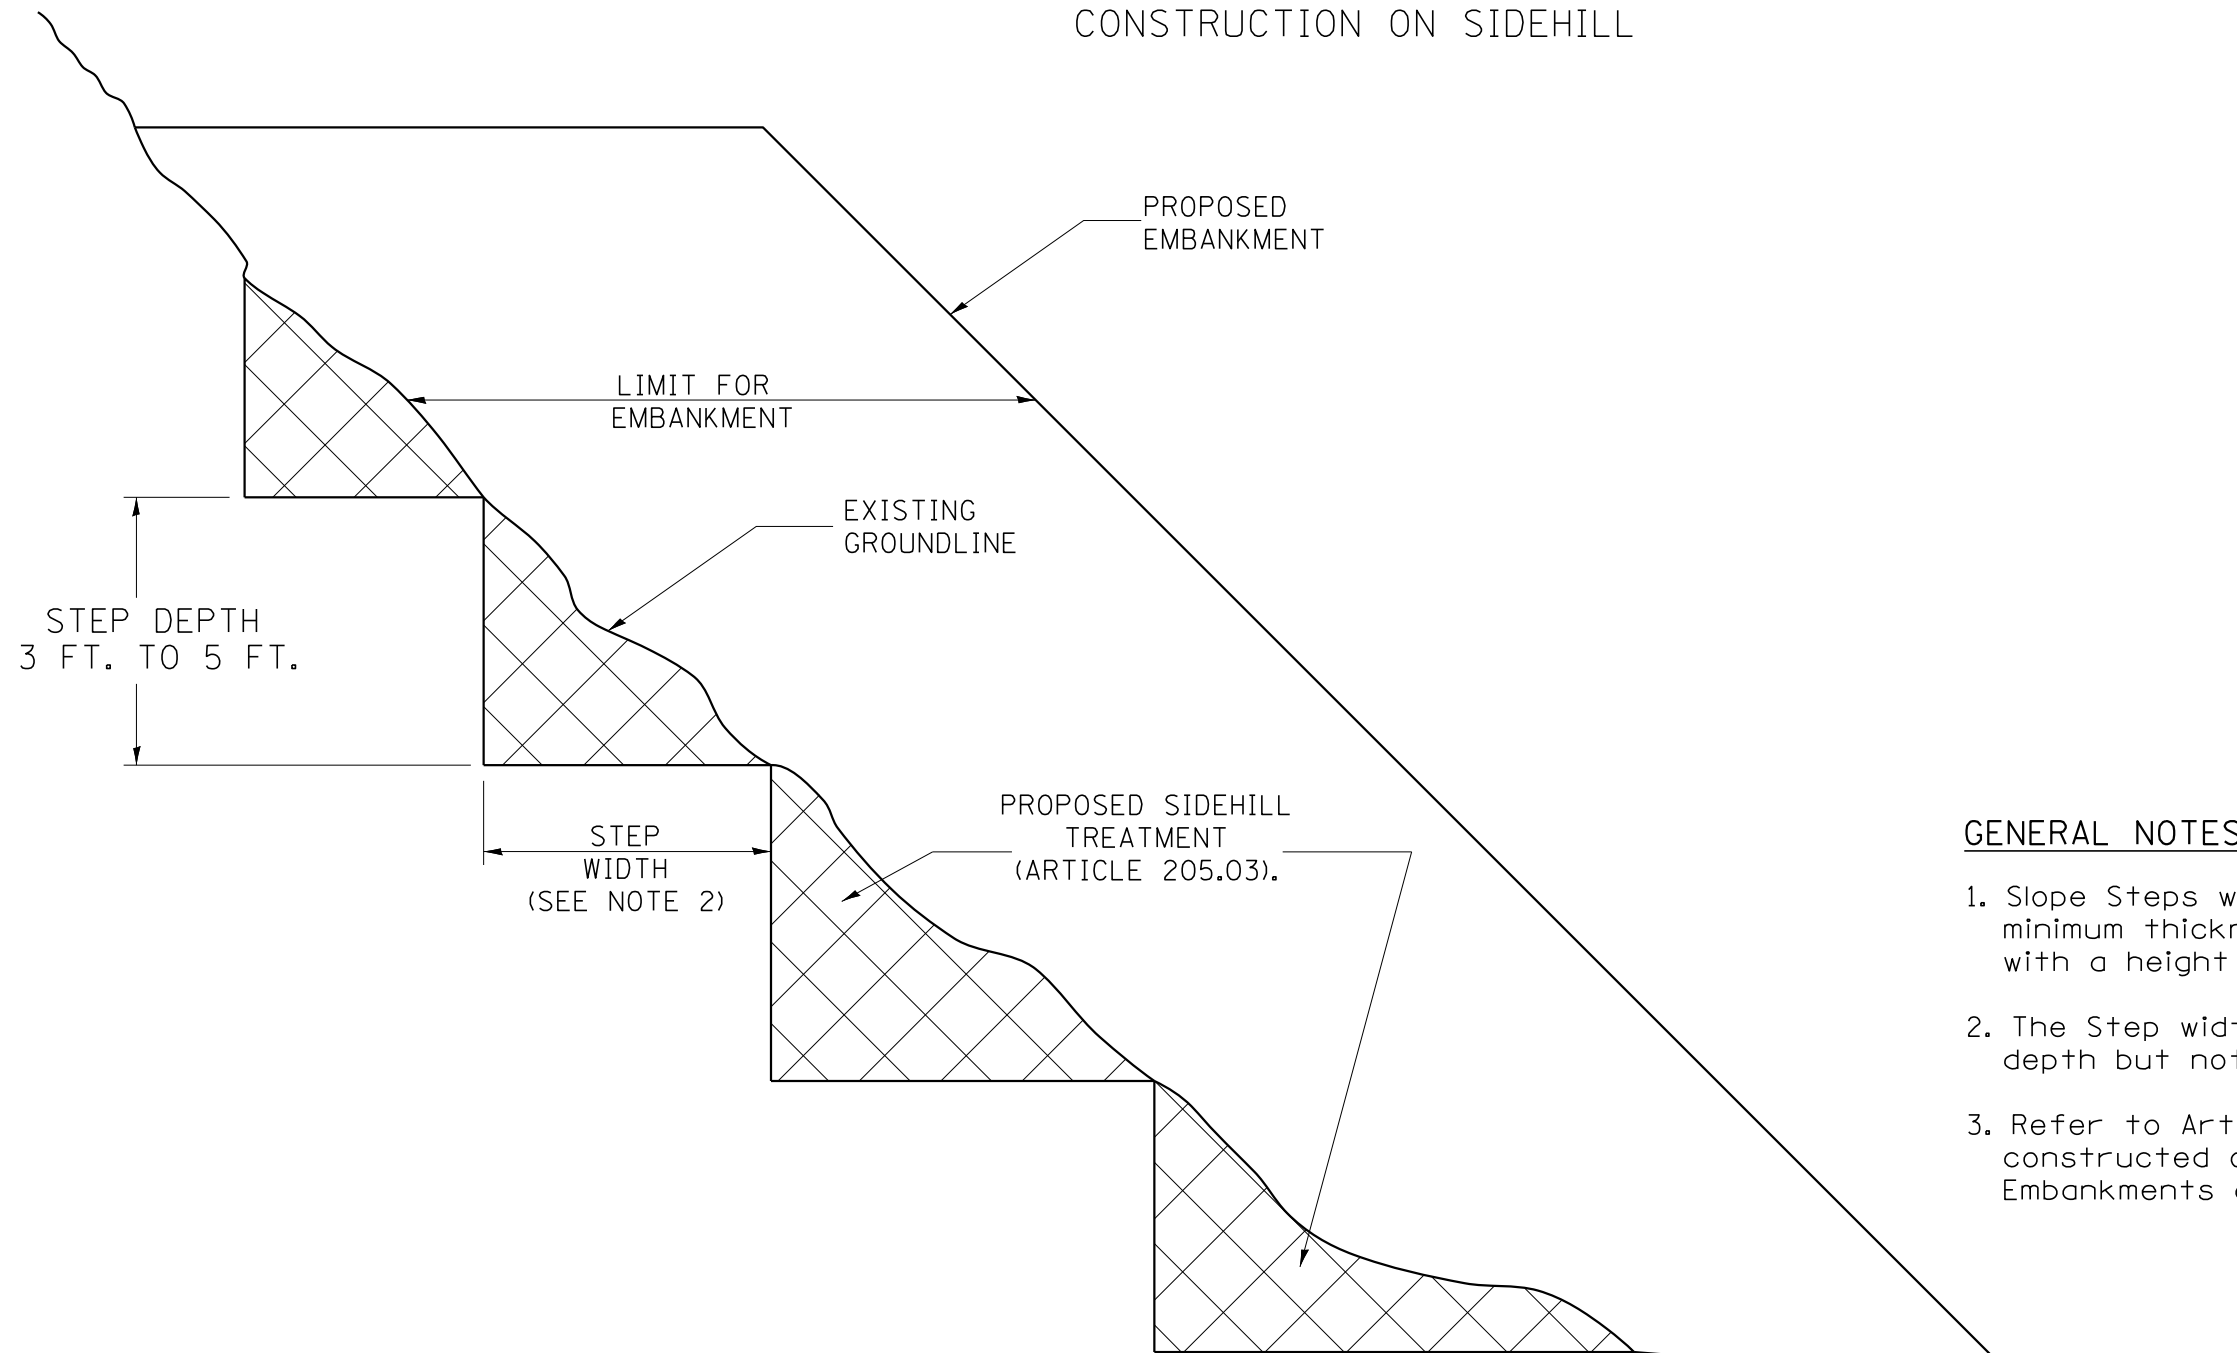 CONSTRUCTION ON SIDEHILL
PROPOSED
EMBANKMENT
LIMIT FOR
EMBANKMENT
EXISTING
GROUNDLINE
STEP DEPTH
3 FT. TO 5 FT.
PROPOSED SIDEHILL
TREATMENT
(ARTICLE 205.03).
STEP
WIDTH
(SEE NOTE 2)
GENERAL NOTES
1. Slope Steps
minimum
with a height
2. The Step
depth but
3. Refer to
constructed
Embankments